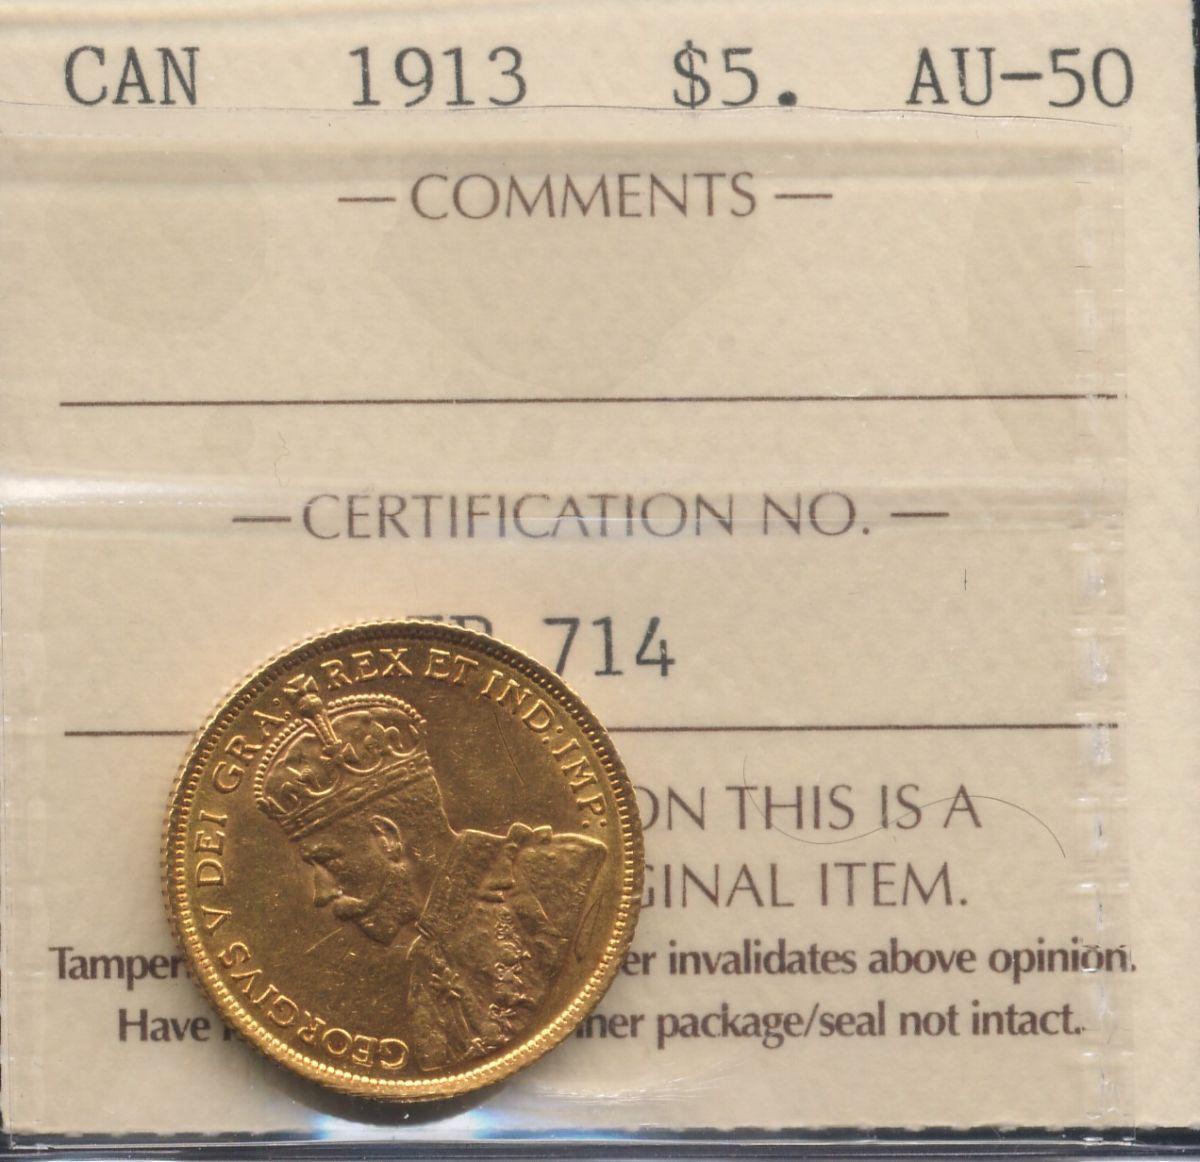 CAN 1913 $5. AU-50
— COMMENTS —
— CERTIFICATION NO. —
714
ON THIS IS A
GINAL ITEM.
Tamper er invalidates above opinion.
Have ner package/seal not intact.
GEORGIVS V DEI GRA: REX ET IND: IMP: